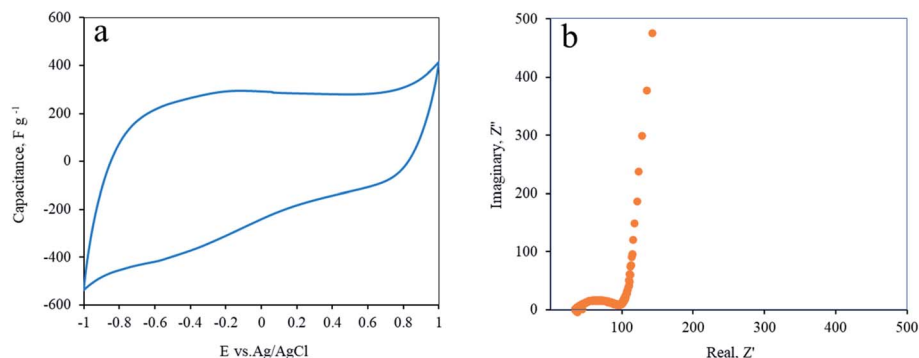 a
600
400
200
0
-200
-400
-600
-1 -0.8 -0.6 -0.4 -0.2 0 0.2 0.4 0.6 0.8 1
Capacitance, F g -1
E vs.Ag/AgCl
b
500
400
300
200
100
0
100 200 300 400 500
Imaginary, Z"
Real, Z'